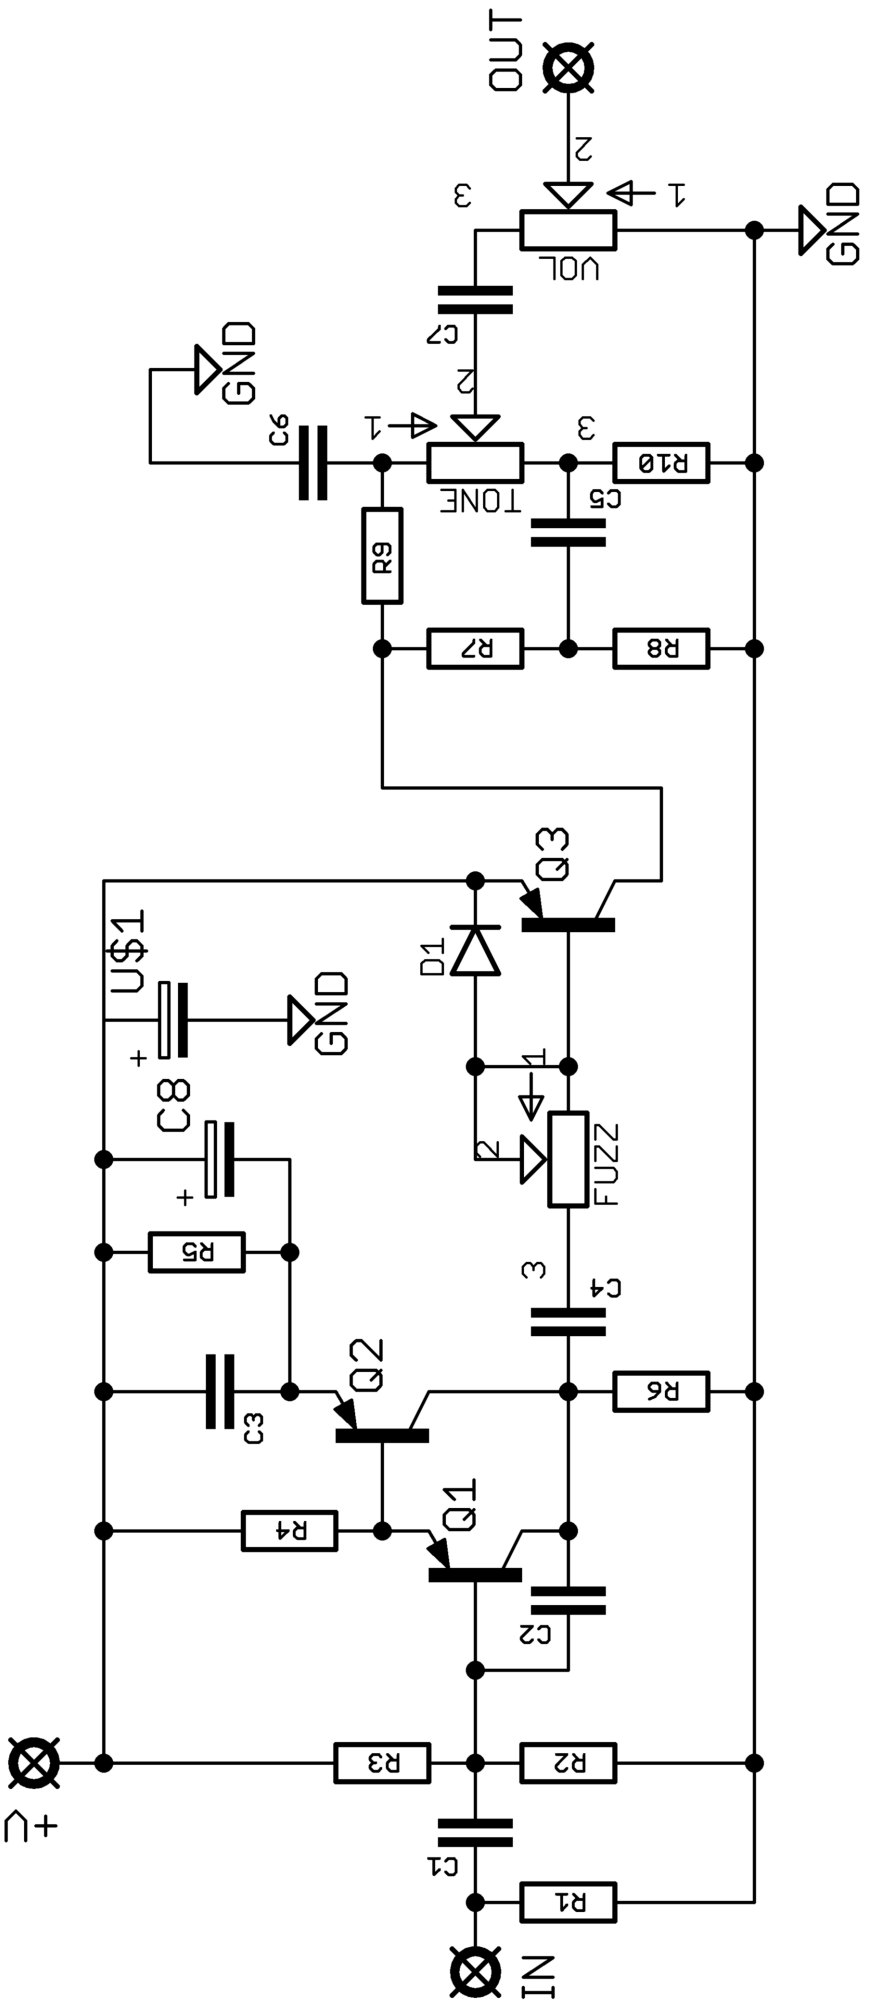 OUT
2
3
1
VOL
GND
C7
GND
2
C6
1
3
TONE
R10
C5
R9
R7
R8
Q3
U$1
D1
GND
+
C8
1
2
FUZZ
+
R5
3
C4
Q2
R6
C3
Q1
R4
C2
R3
R2
V+
C1
R1
IN